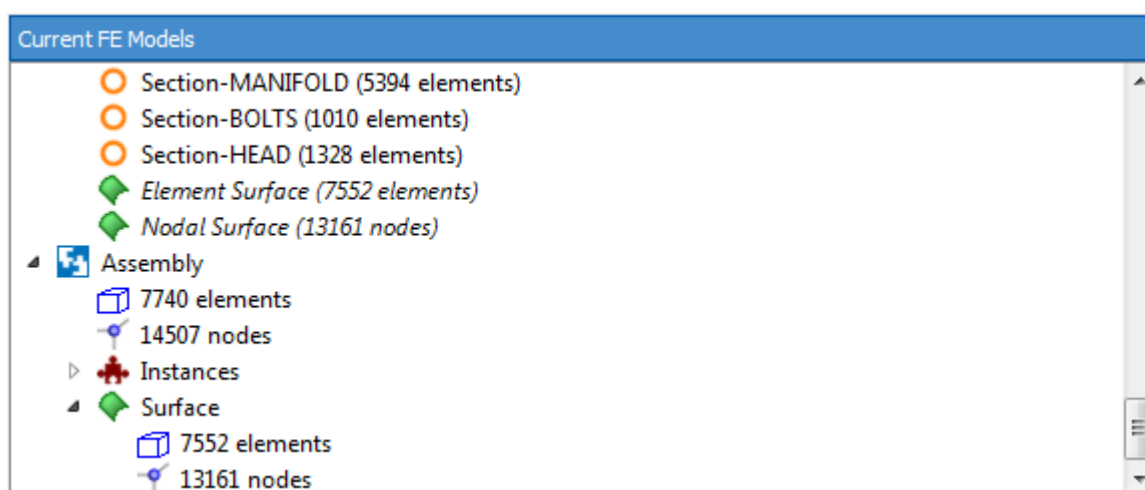 Current FE Models
Section-MANIFOLD (5394 elements)
Section-BOLTS (1010 elements)
Section-HEAD (1328 elements)
Element Surface (7552 elements)
Nodal Surface (13161 nodes)
Assembly
7740 elements
14507 nodes
Instances
Surface
7552 elements
13161 nodes